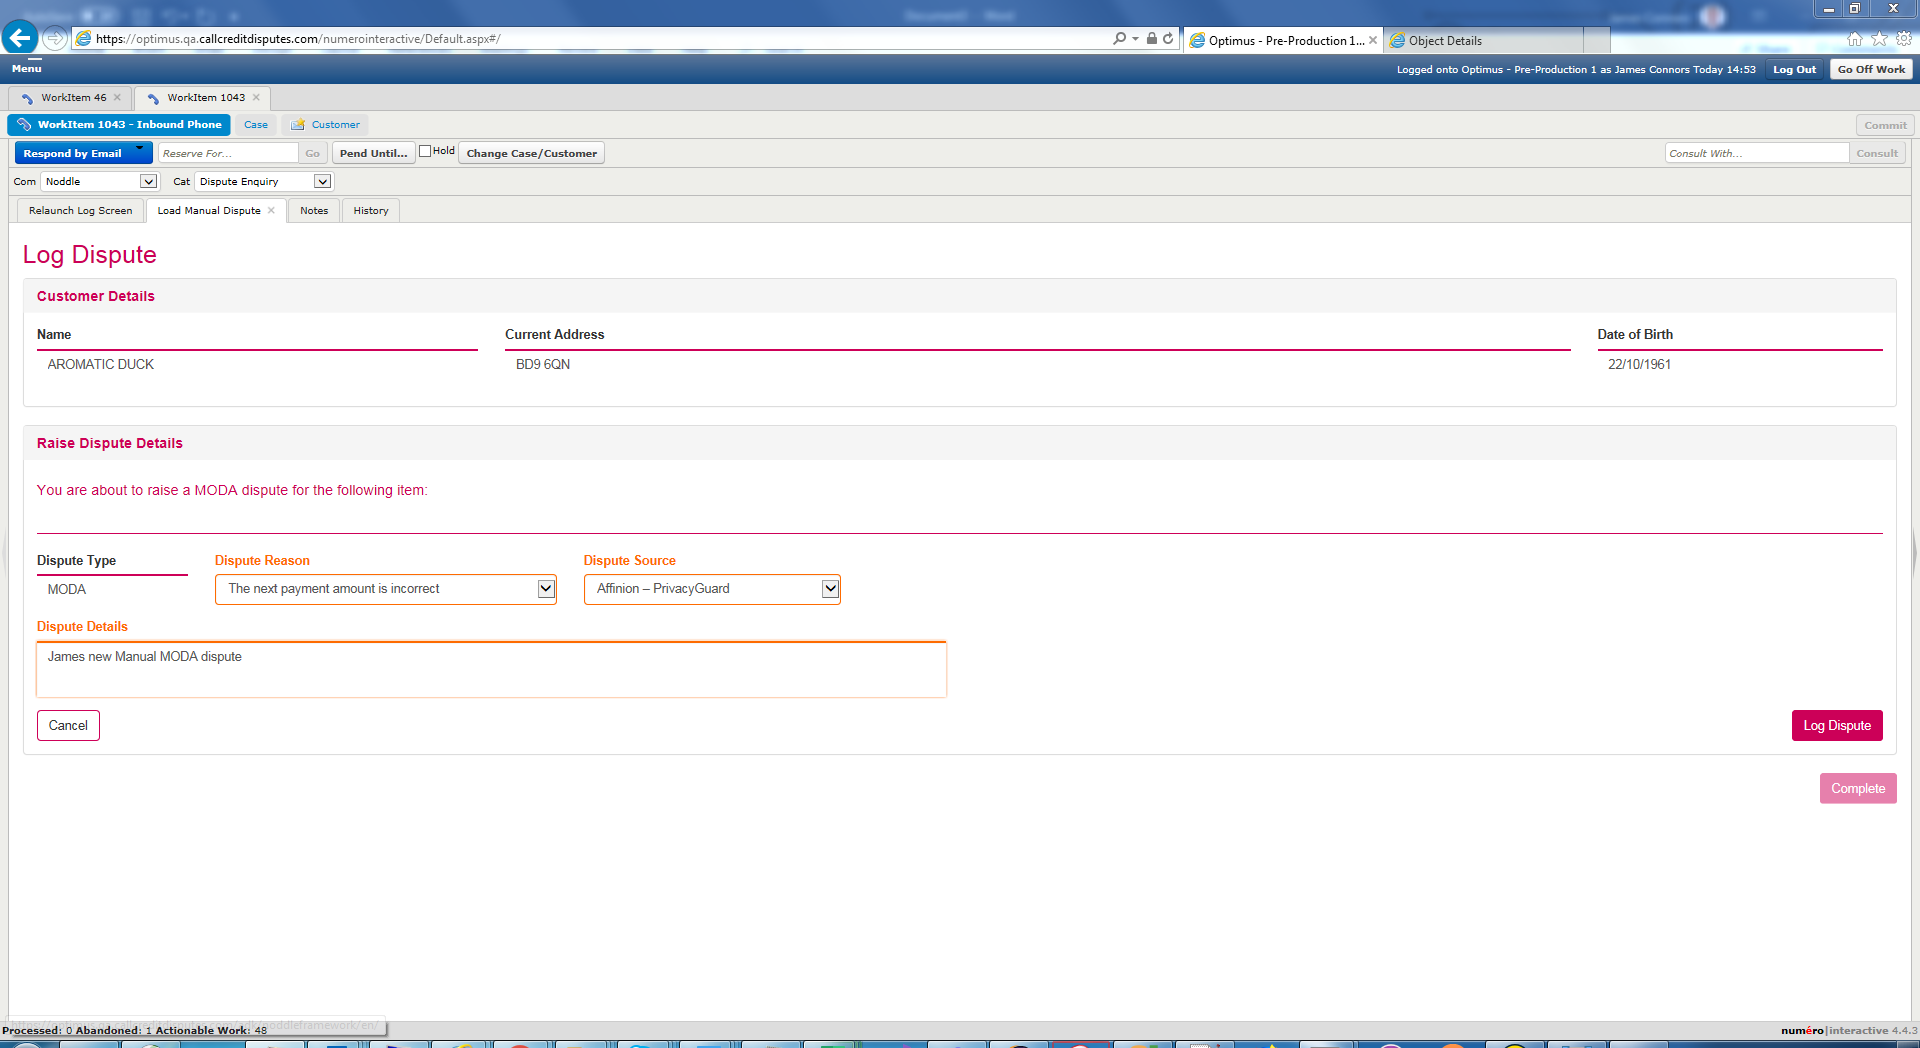 https://optimus.qa.callcreditdisputes.com/numerointeractive/Default.aspx#/
Optimus - Pre-Production 1...
Object Details
Menu
Logged onto Optimus - Pre-Production 1 as James Connors Today 14:53
Log Out
Go Off Work
WorkItem 46
WorkItem 1043
WorkItem 1043 - Inbound Phone
Case
Customer
Commit
Respond by Email
Reserve For...
Go
Pend Until...
Hold
Change Case/Customer
Consult With...
Consult
Com Noddle
Cat Dispute Enquiry
Relaunch Log Screen
Load Manual Dispute
Notes
History
Log Dispute
Customer Details
Name
Current Address
Date of Birth
AROMATIC DUCK
BD9 6QN
22/10/1961
Raise Dispute Details
You are about to raise a MODA dispute for the following item:
Dispute Type
Dispute Reason
Dispute Source
MODA
The next payment amount is incorrect
Affinion – PrivacyGuard
Dispute Details
James new Manual MODA dispute
Cancel
Log Dispute
Complete
Processed: 0 Abandoned: 1 Actionable Work: 48
numéro|interactive 4.4.3